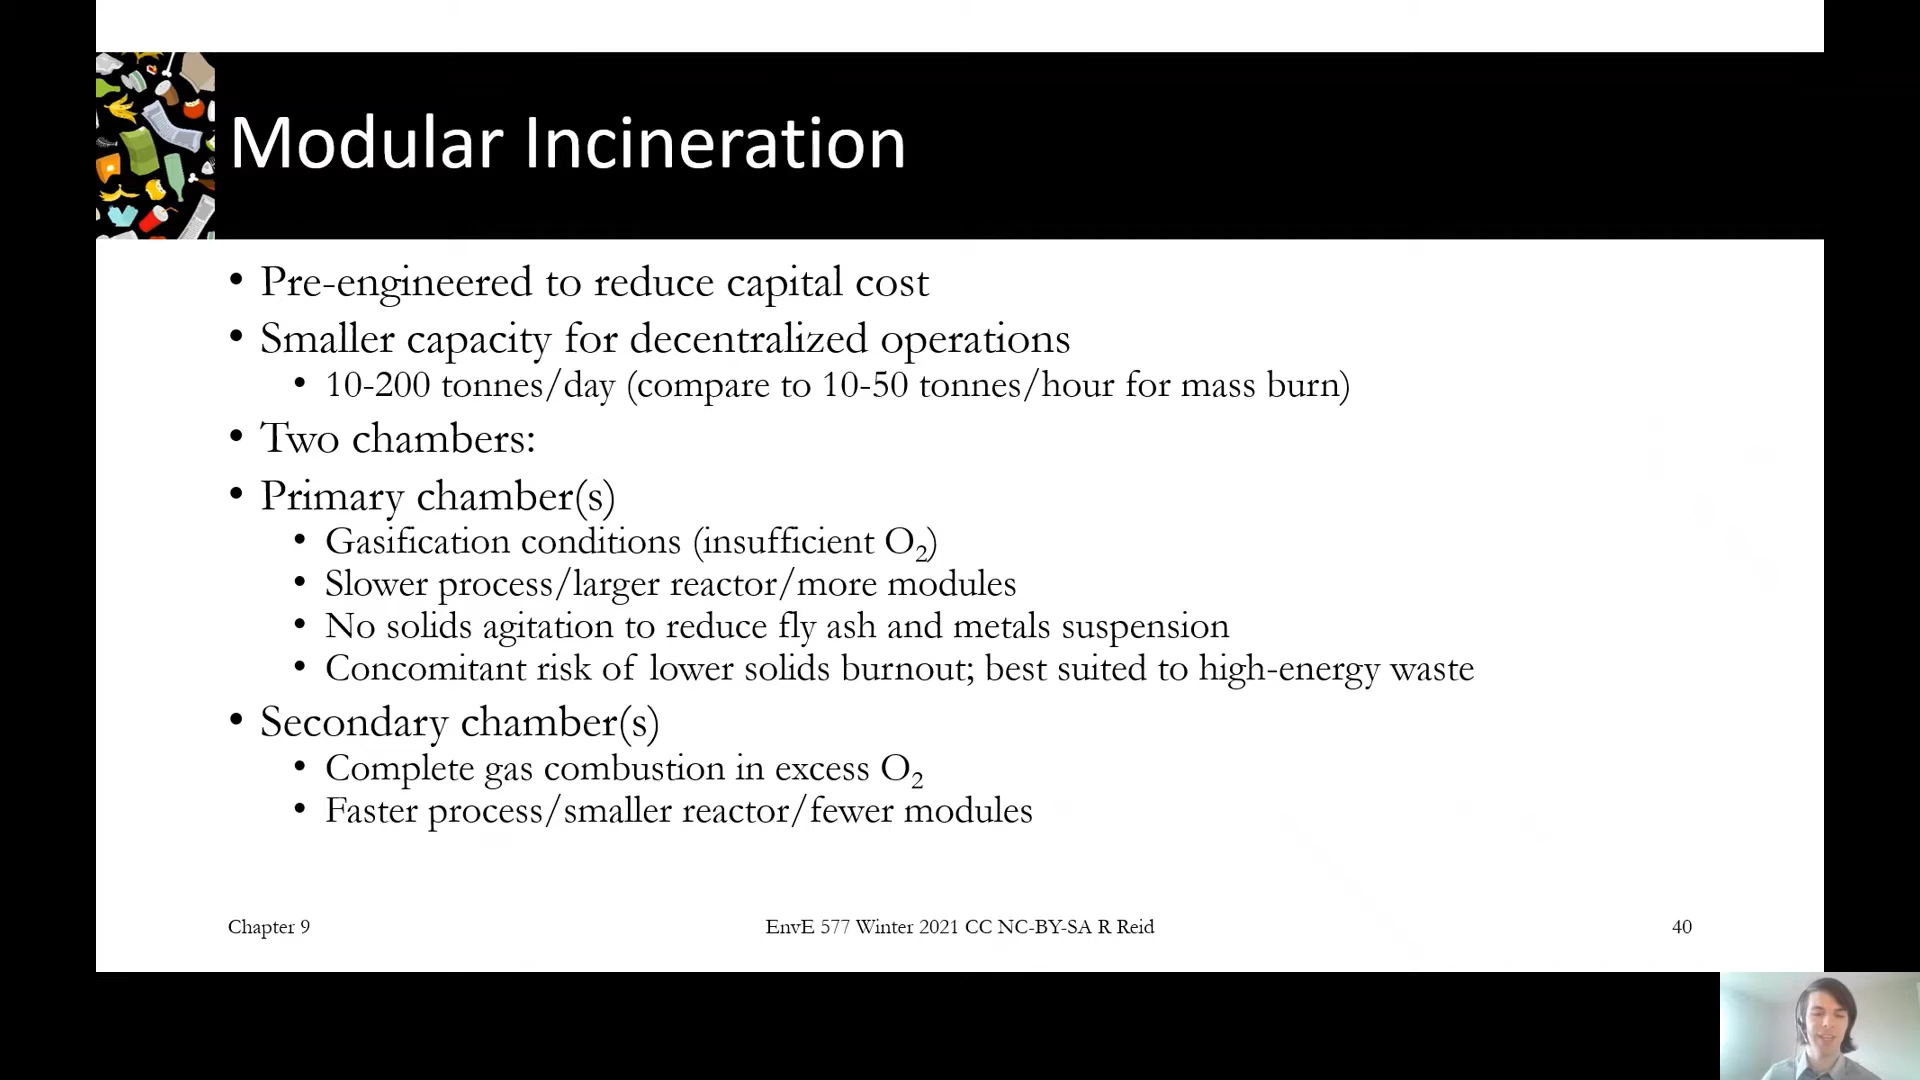 Modular Incineration
• Pre-engineered to reduce capital cost
• Smaller capacity for decentralized operations
• 10-200 tonnes/day (compare to 10-50 tonnes/hour for mass burn)
• Two chambers:
• Primary chamber(s)
• Gasification conditions (insufficient O₂)
• Slower process/larger reactor/more modules
• No solids agitation to reduce fly ash and metals suspension
• Concomitant risk of lower solids burnout; best suited to high-energy waste
• Secondary chamber(s)
• Complete gas combustion in excess O₂
• Faster process/smaller reactor/fewer modules
Chapter 9
EnvE 577 Winter 2021 CC NC-BY-SA R Reid
40